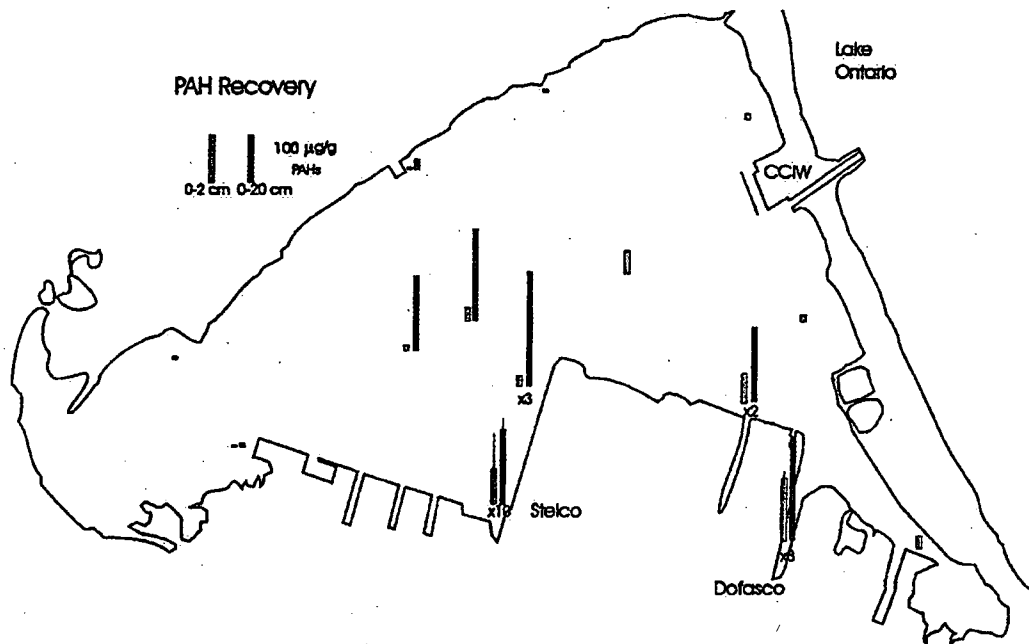 Lake
Ontario
PAH Recovery
100 µg/g
PAHs
0-2 cm 0-20 cm
CCIW
x3
x2
Stelco
Dofasco